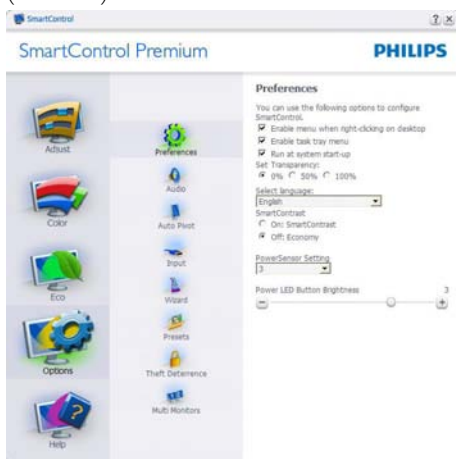 SmartControl
SmartControl Premium
PHILIPS
Adjust
Color
Eco
Options
Help
Preferences
Audio
Auto Pivot
Input
Wizard
Presets
Theft Deterrence
Multi Monitors
Preferences
You can use the following options to configure
SmartControl.
Enable menu when right-clicking on desktop
Enable task tray menu
Run at system start-up
Set Transparency:
0% 50% 100%
Select language:
English
SmartContrast
On: SmartContrast
Off: Economy
PowerSensor Setting
3
Power LED Button Brightness 3